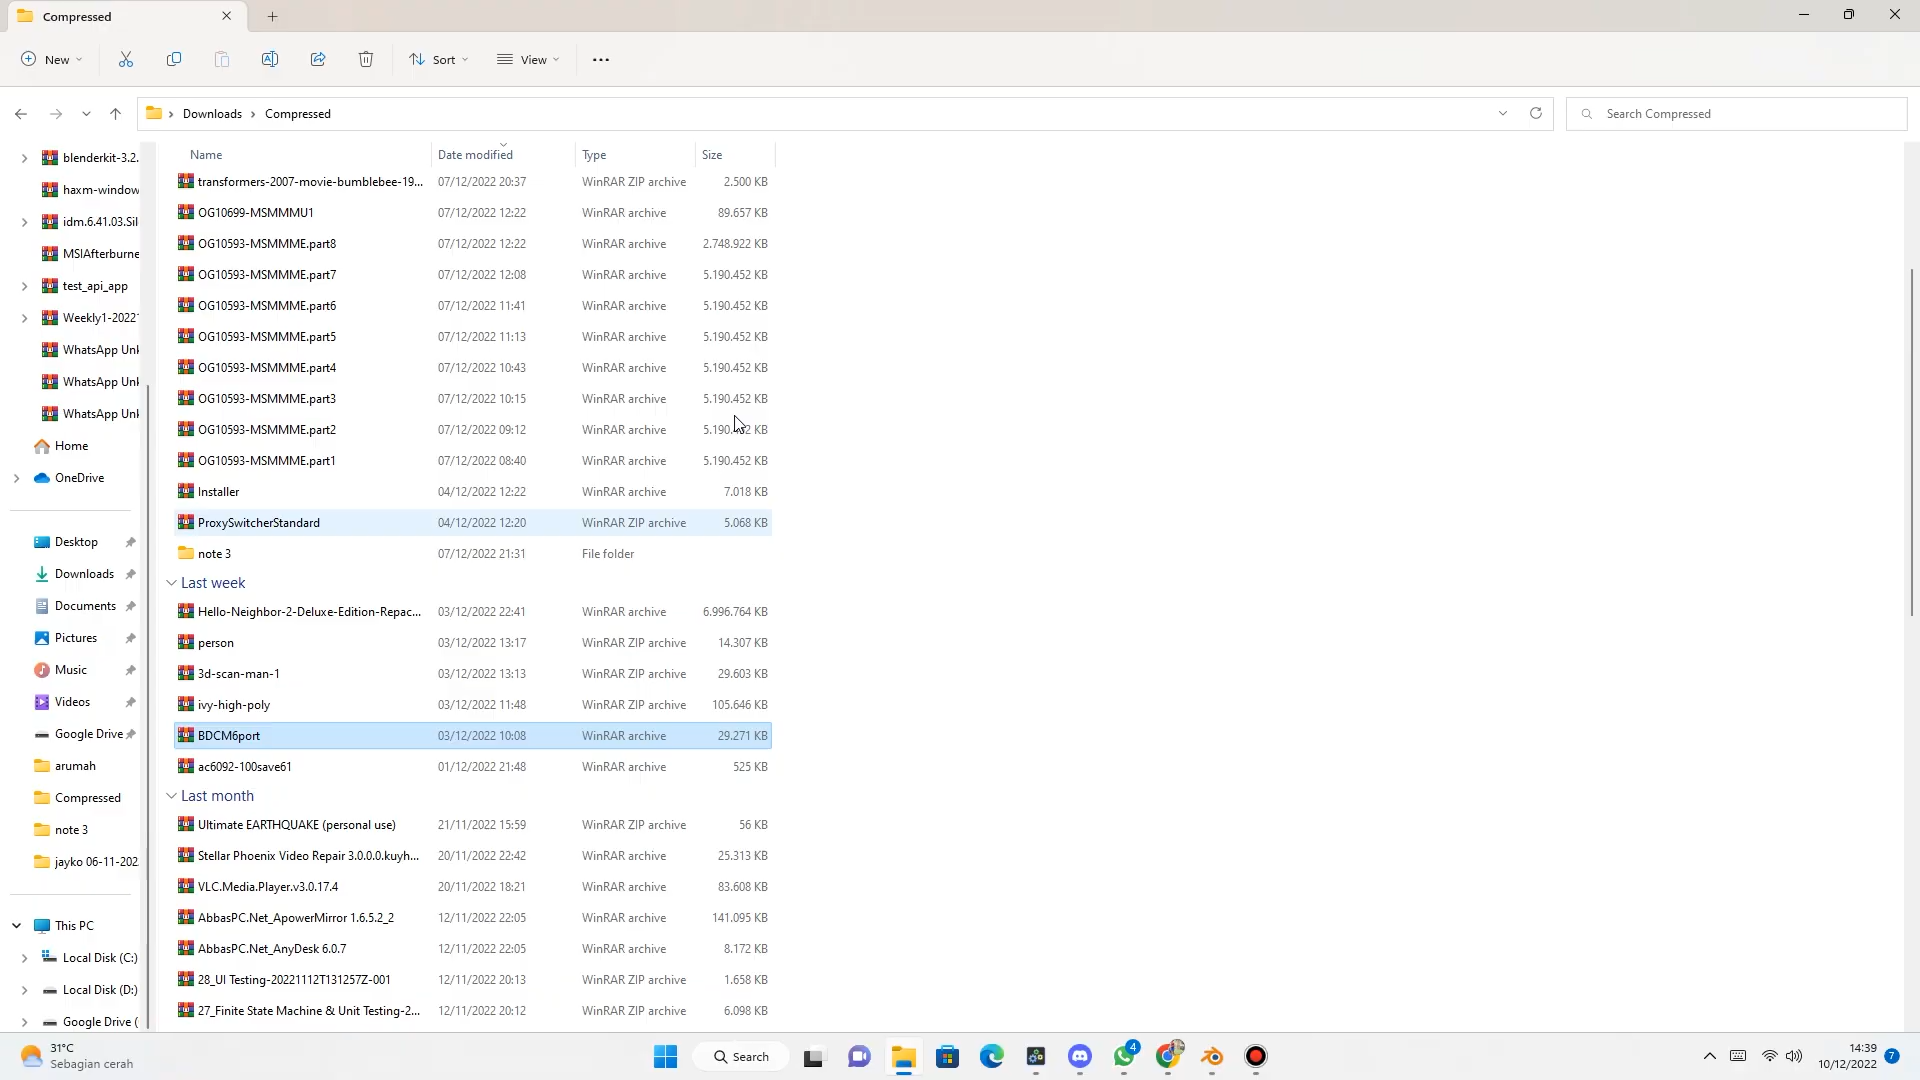 Compressed
New
Sort
View
Downloads
Compressed
Search Compressed
Name
Date modified
Type
Size
blenderkit-3.2.
haxm-window
idm.6.41.03.Sil
MSIAfterburne
test_api_app
Weekly1-2022
WhatsApp Unk
WhatsApp Unk
WhatsApp Unk
Home
OneDrive
Desktop
Downloads
Documents
Pictures
Music
Videos
Google Drive
arumah
Compressed
note 3
jayko 06-11-202
This PC
Local Disk (C:)
Local Disk (D:)
Google Drive (
transformers-2007-movie-bumblebee-19... 07/12/2022 20:37 WinRAR ZIP archive 2.500 KB
OG10699-MSMMMU1 07/12/2022 12:22 WinRAR archive 89.657 KB
OG10593-MSMMME.part8 07/12/2022 12:22 WinRAR archive 2.748.922 KB
OG10593-MSMMME.part7 07/12/2022 12:08 WinRAR archive 5.190.452 KB
OG10593-MSMMME.part6 07/12/2022 11:41 WinRAR archive 5.190.452 KB
OG10593-MSMMME.part5 07/12/2022 11:13 WinRAR archive 5.190.452 KB
OG10593-MSMMME.part4 07/12/2022 10:43 WinRAR archive 5.190.452 KB
OG10593-MSMMME.part3 07/12/2022 10:15 WinRAR archive 5.190.452 KB
OG10593-MSMMME.part2 07/12/2022 09:12 WinRAR archive KB
OG10593-MSMMME.part1 07/12/2022 08:40 WinRAR archive 5.190.452 KB
Installer 04/12/2022 12:22 WinRAR archive 7.018 KB
ProxySwitcherStandard 04/12/2022 12:20 WinRAR ZIP archive 5.068 KB
note 3 07/12/2022 21:31 File folder
Last week
Hello-Neighbor-2-Deluxe-Edition-Repac... 03/12/2022 22:41 WinRAR archive 6.996.764 KB
person 03/12/2022 13:17 WinRAR ZIP archive 14.307 KB
3d-scan-man-1 03/12/2022 13:13 WinRAR ZIP archive 29.603 KB
ivy-high-poly 03/12/2022 11:48 WinRAR ZIP archive 105.646 KB
BDCM6port 03/12/2022 10:08 WinRAR archive 29.271 KB
ac6092-100save61 01/12/2022 21:48 WinRAR archive 525 KB
Last month
Ultimate EARTHQUAKE (personal use) 21/11/2022 15:59 WinRAR ZIP archive 56 KB
Stellar Phoenix Video Repair 3.0.0.0.kuyh... 20/11/2022 22:42 WinRAR archive 25.313 KB
VLC.Media.Player.v3.0.17.4 20/11/2022 18:21 WinRAR archive 83.608 KB
AbbasPC.Net_ApowerMirror 1.6.5.2_2 12/11/2022 22:05 WinRAR archive 141.095 KB
AbbasPC.Net_AnyDesk 6.0.7 12/11/2022 22:05 WinRAR archive 8.172 KB
28_UI Testing-20221112T131257Z-001 12/11/2022 20:13 WinRAR ZIP archive 1.658 KB
27_Finite State Machine & Unit Testing-2... 12/11/2022 20:12 WinRAR ZIP archive 6.098 KB
31°C
Sebagian cerah
Search
4
14:39
10/12/2022
7